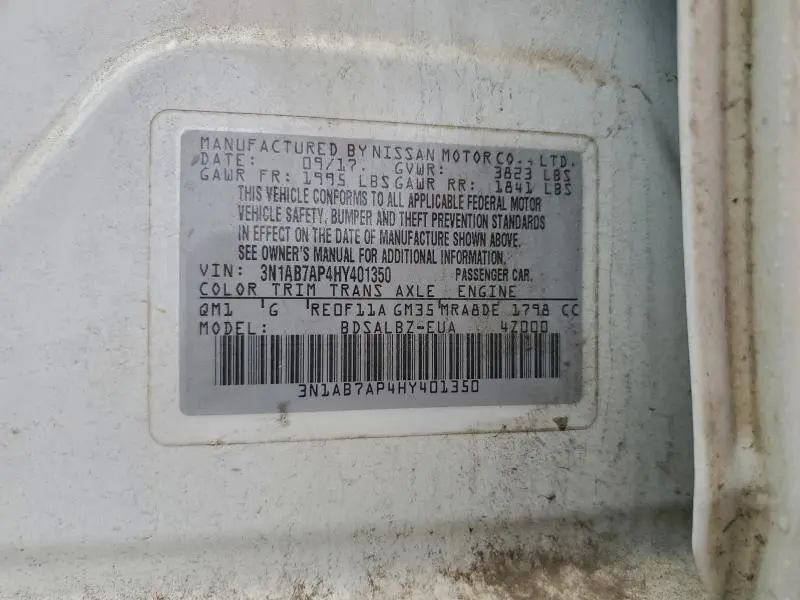 MANUFACTURED BY NISSAN MOTOR CO., LTD.
DATE: 09/17. GVWR: 3823 LBS
GAWR FR: 1995 LBS GAWR RR: 1841 LBS
THIS VEHICLE CONFORMS TO ALL APPLICABLE FEDERAL MOTOR
VEHICLE SAFETY, BUMPER AND THEFT PREVENTION STANDARDS
IN EFFECT ON THE DATE OF MANUFACTURE SHOWN ABOVE.
SEE OWNER'S MANUAL FOR ADDITIONAL INFORMATION.
VIN: 3N1AB7AP4HY401350 PASSENGER CAR.
COLOR TRIM TRANS AXLE ENGINE
QM1 G RE0F11A GM35 MRA8DE 1798 CC
MODEL: BDSALBZ-EUA 4Z000
3N1AB7AP4HY401350